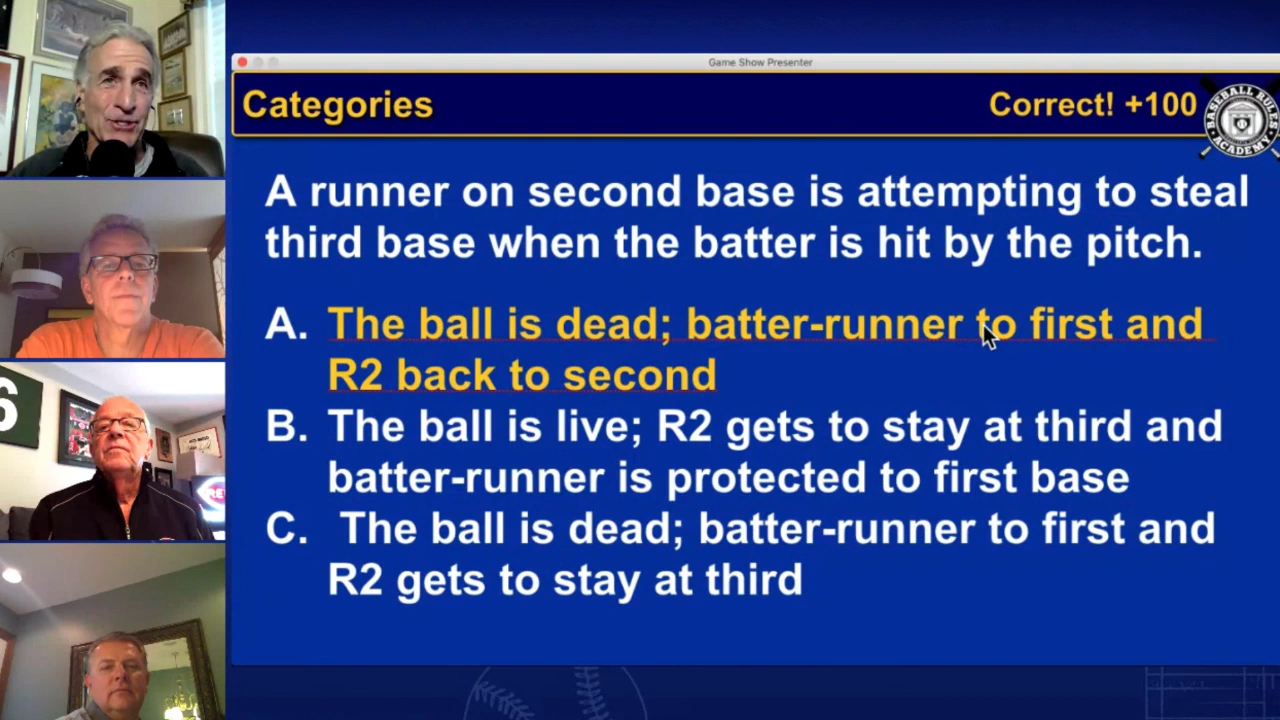 Game Show Presenter
Categories
Correct! +100
BASEBALL RULES
ACADEMY
A runner on second base is attempting to steal
third base when the batter is hit by the pitch.
A. The ball is dead; batter-runner to first and
R2 back to second
B. The ball is live; R2 gets to stay at third and
batter-runner is protected to first base
C. The ball is dead; batter-runner to first and
R2 gets to stay at third
6
RE